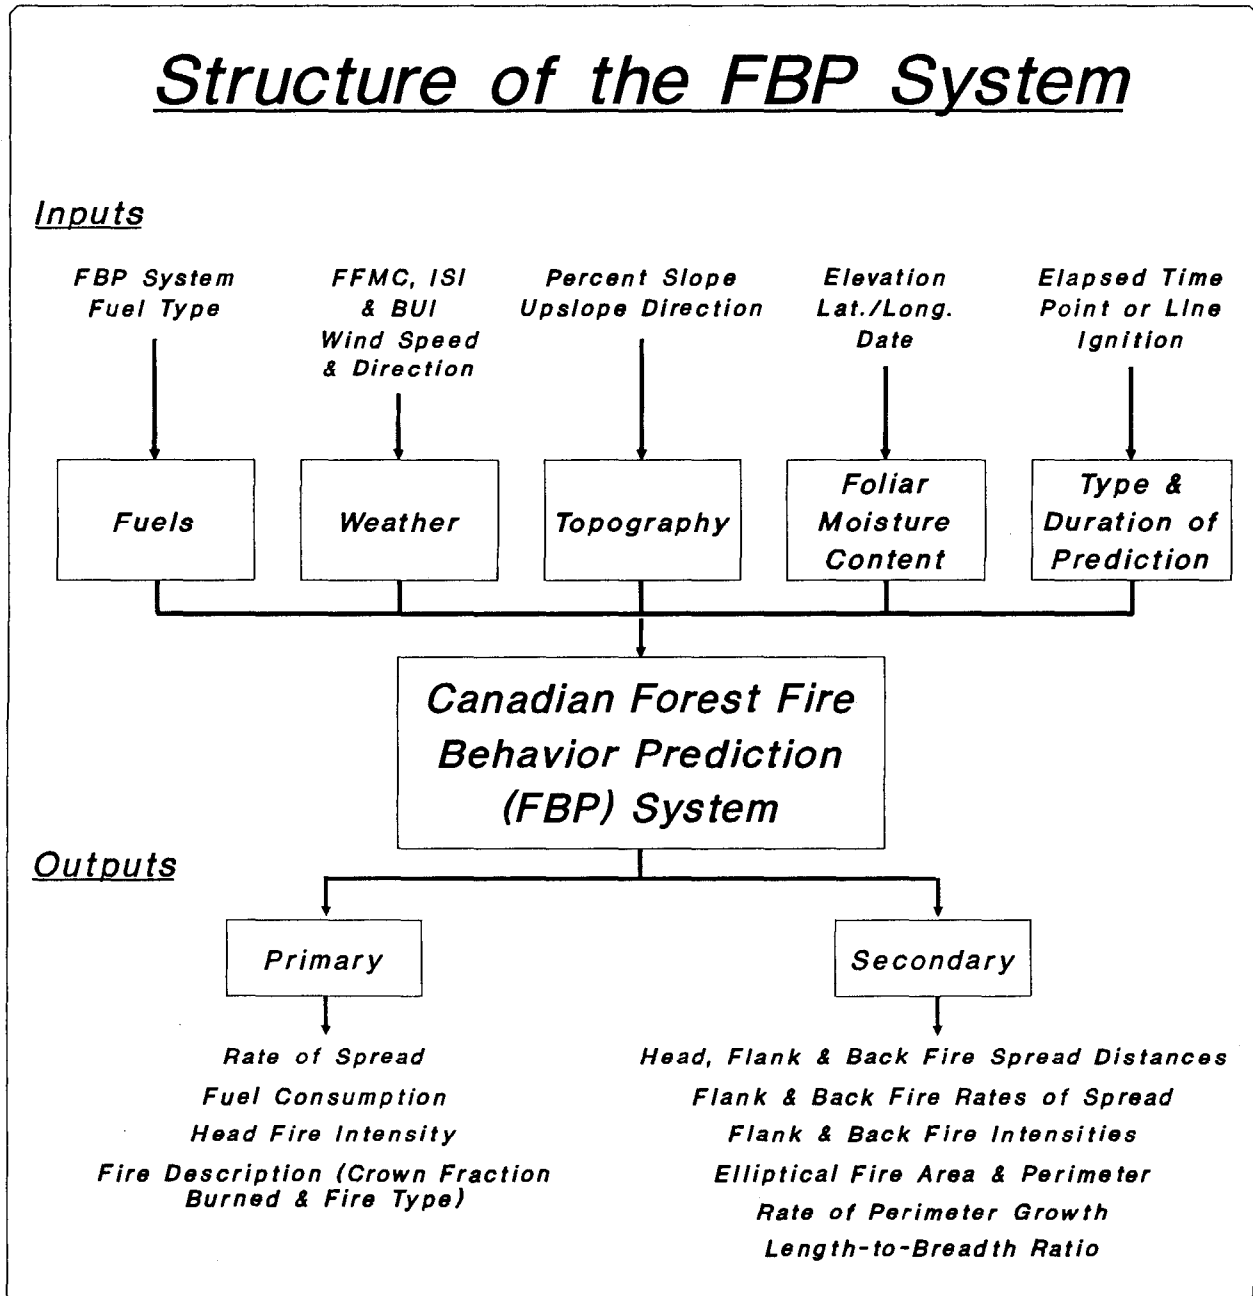 Structure of the FBP System
Inputs
FBP System
Fuel Type
FFMC, ISI
& BUI
Wind Speed
& Direction
Percent Slope
Upslope Direction
Elevation
Lat./Long.
Date
Elapsed Time
Point or Line
Ignition
Fuels
Weather
Topography
Foliar
Moisture
Content
Type &
Duration of
Prediction
Canadian Forest Fire
Behavior Prediction
(FBP) System
Outputs
Primary
Secondary
Rate of Spread
Fuel Consumption
Head Fire Intensity
Fire Description (Crown Fraction
Burned & Fire Type)
Head, Flank & Back Fire Spread Distances
Flank & Back Fire Rates of Spread
Flank & Back Fire Intensities
Elliptical Fire Area & Perimeter
Rate of Perimeter Growth
Length-to-Breadth Ratio